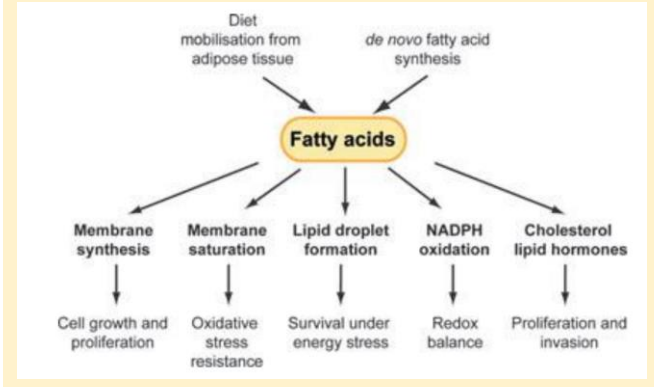 Diet
mobilisation from
adipose tissue
de novo fatty acid
synthesis
Fatty acids
Membrane
synthesis
Membrane
saturation
Lipid droplet
formation
NADPH
oxidation
Cholesterol
lipid hormones
Cell growth and
proliferation
Oxidative
stress
resistance
Survival under
energy stress
Redox
balance
Proliferation and
invasion